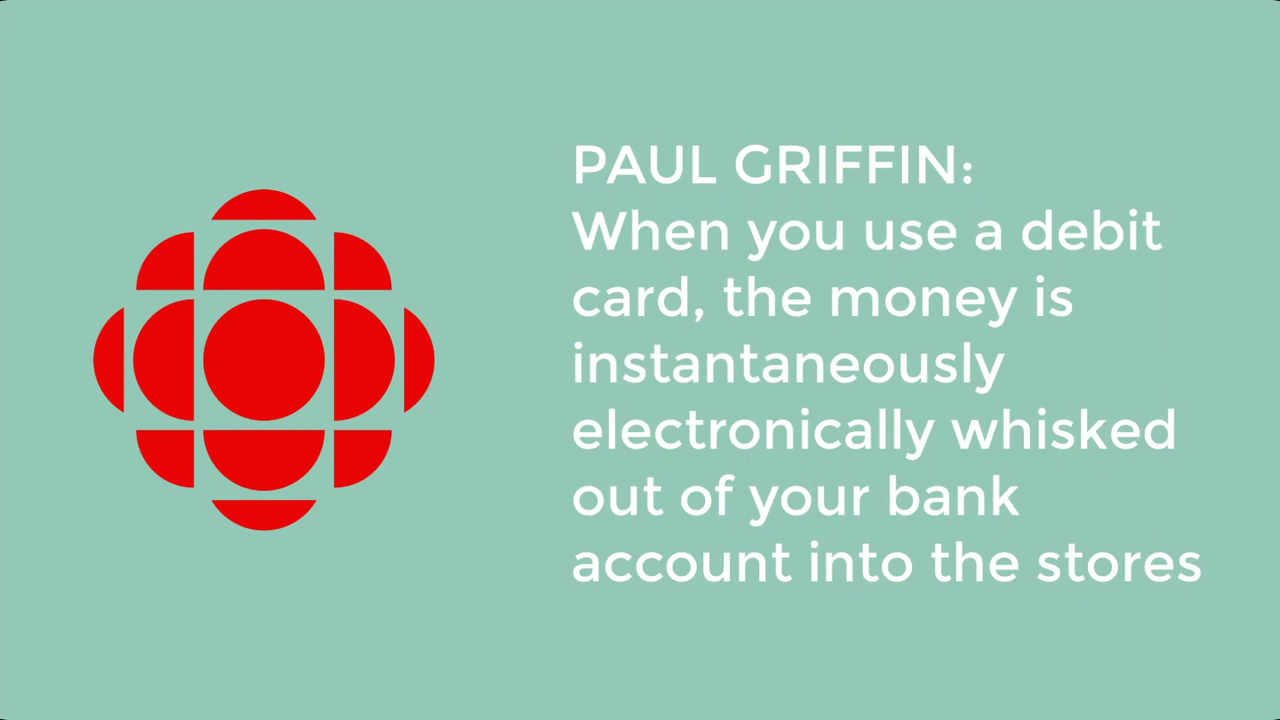 PAUL GRIFFIN:
When you use a debit
card, the money is
instantaneously
electronically whisked
out of your bank
account into the stores